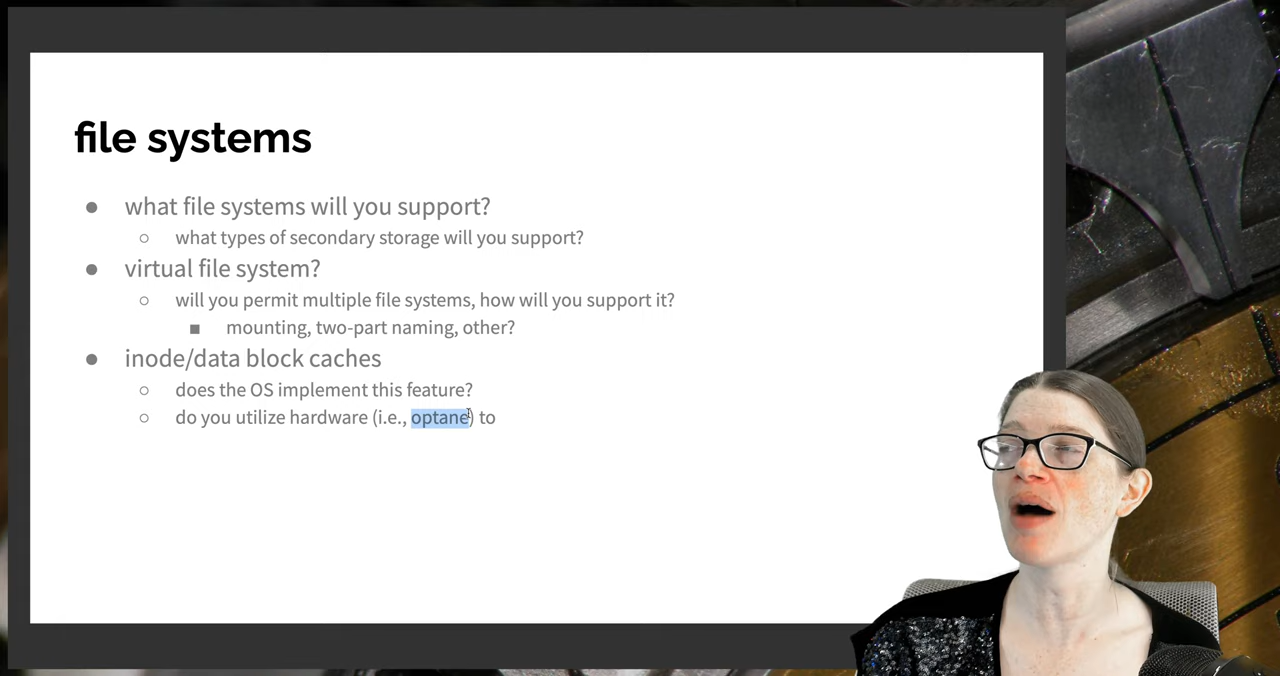 file systems
● what file systems will you support?
○ what types of secondary storage will you support?
● virtual file system?
○ will you permit multiple file systems, how will you support it?
■ mounting, two-part naming, other?
● inode/data block caches
○ does the OS implement this feature?
○ do you utilize hardware (i.e., optane) to